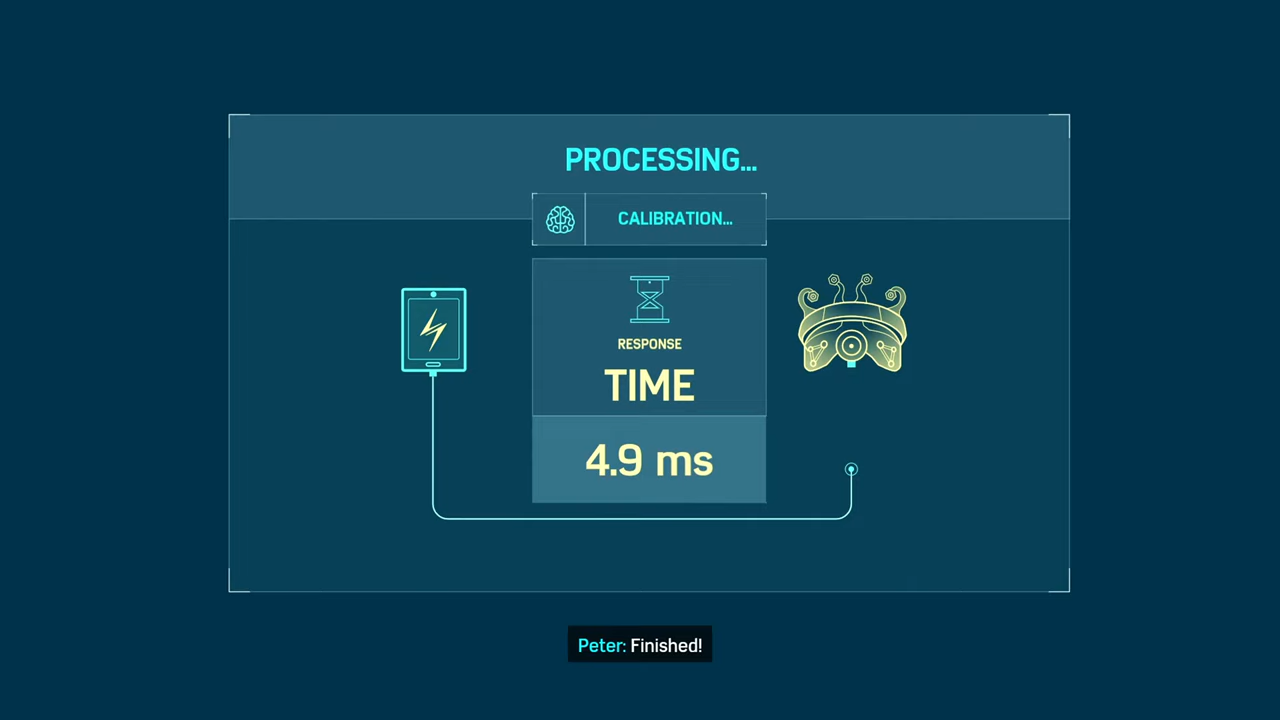 PROCESSING...
CALIBRATION...
RESPONSE
TIME
4.9 ms
Peter: Finished!